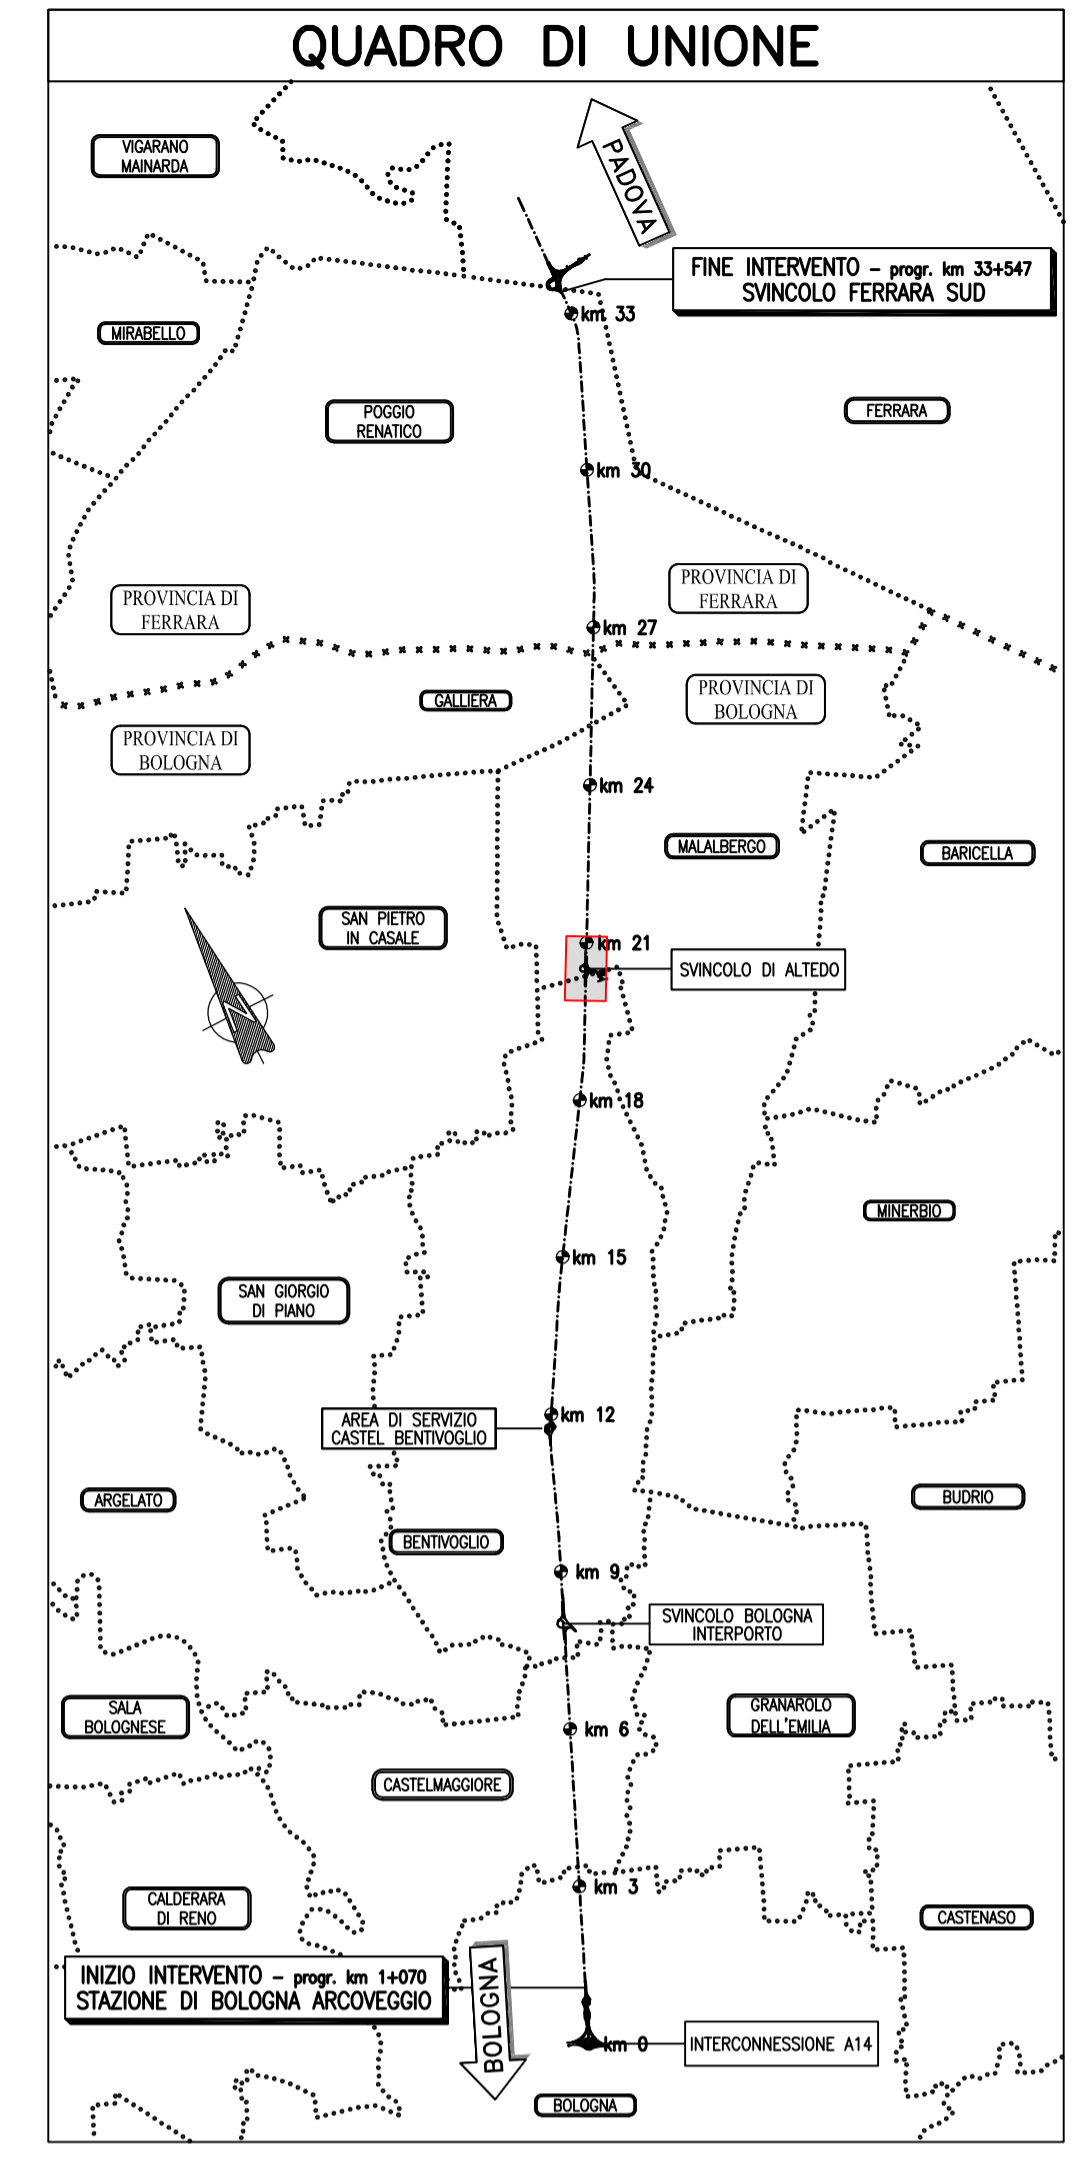 QUADRO DI UNIONE
VIGARANO
MAINARDA
PADOVA
FINE INTERVENTO - progr. km 33+547
SVINCOLO FERRARA SUD
km 33
MIRABELLO
POGGIO
RENATICO
FERRARA
km 30
PROVINCIA DI
FERRARA
PROVINCIA DI
FERRARA
km 27
GALLIERA
PROVINCIA DI
BOLOGNA
PROVINCIA DI
BOLOGNA
km 24
MALALBERGO
BARICELLA
SAN PIETRO
IN CASALE
km 21
SVINCOLO DI ALTEDO
N
km 18
MINERBIO
km 15
SAN GIORGIO
DI PIANO
AREA DI SERVIZIO
CASTEL BENTIVOGLIO
km 12
ARGELATO
BUDRIO
BENTIVOGLIO
km 9
SVINCOLO BOLOGNA
INTERPORTO
SALA
BOLOGNESE
GRANAROLO
DELL'EMILIA
km 6
CASTELMAGGIORE
km 3
CALDERARA
DI RENO
CASTENASO
INIZIO INTERVENTO - progr. km 1+070
STAZIONE DI BOLOGNA ARCOVEGGIO
BOLOGNA
km 0
INTERCONNESSIONE A14
BOLOGNA